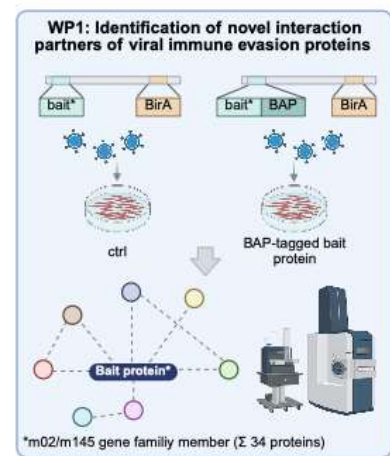 WP1: Identification of novel interaction
partners of viral immune evasion proteins
bait* BirA bait* BAP BirA
ctrl
BAP-tagged bait
protein
Bait protein*
*m02/m145 gene familiy member (Σ 34 proteins)